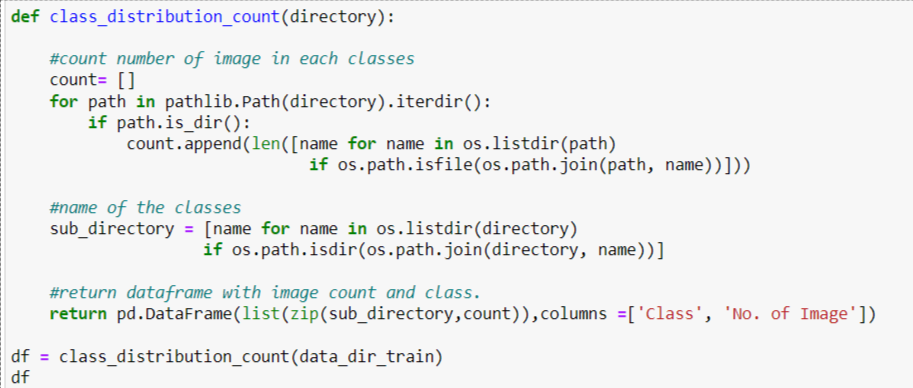 def class_distribution_count(directory):
#count number of image in each classes
count= []
for path in pathlib.Path(directory).iterdir():
if path.is_dir():
count.append(len([name for name in os.listdir(path)
if os.path.isfile(os.path.join(path, name))]))
#name of the classes
sub_directory = [name for name in os.listdir(directory)
if os.path.isdir(os.path.join(directory, name))]
#return dataframe with image count and class.
return pd.DataFrame(list(zip(sub_directory,count)),columns =['Class', 'No. of Image'])
df = class_distribution_count(data_dir_train)
df